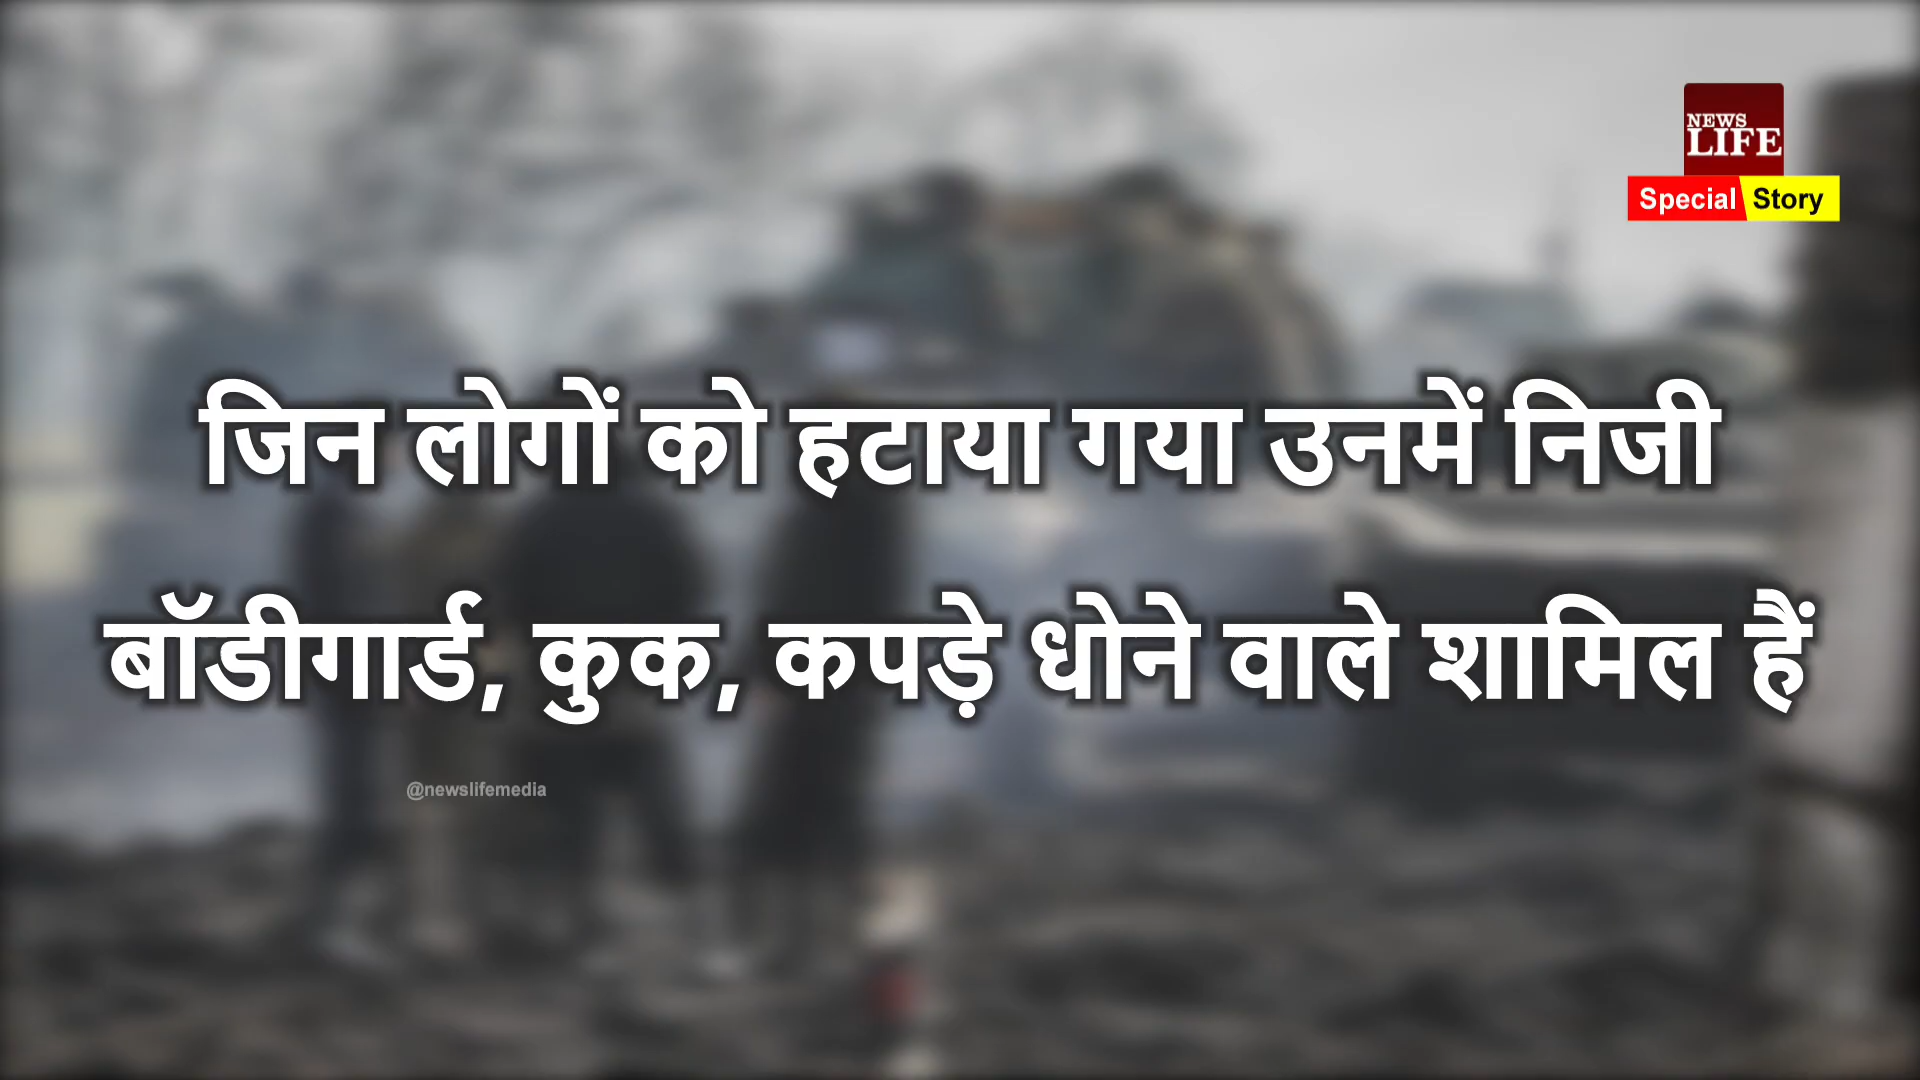 NEWS
LIFE
Special Story
जिन लोगों को हटाया गया उनमें निजी
बॉडीगार्ड, कुक, कपड़े धोने वाले शामिल हैं
@newslifemedia